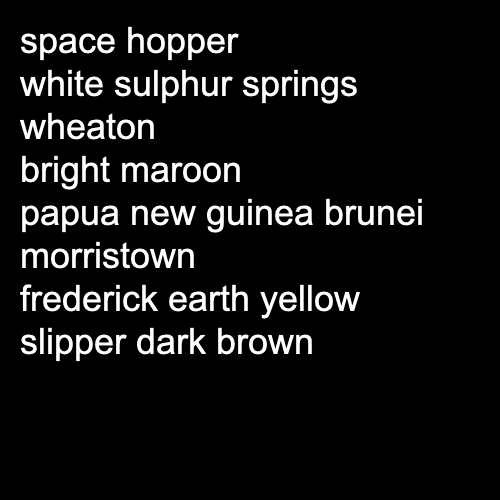 space hopper
white sulphur springs
wheaton
bright maroon
papua new guinea brunei
morristown
frederick earth yellow
slipper dark brown